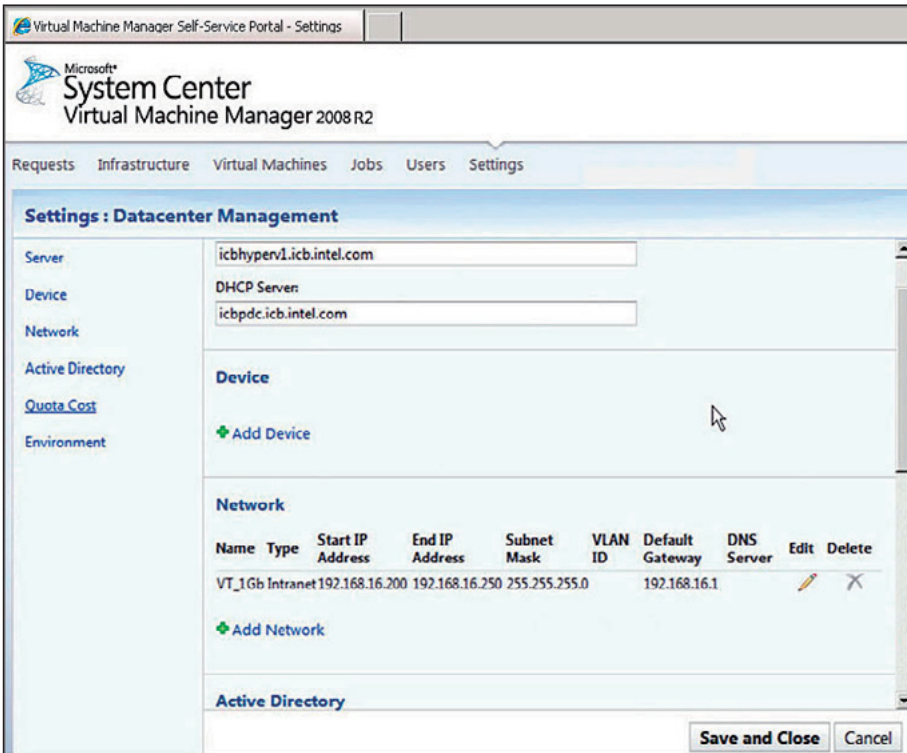 Virtual Machine Manager Self-Service Portal - Settings
Microsoft®
System Center
Virtual Machine Manager 2008 R2
Requests Infrastructure Virtual Machines Jobs Users Settings
Settings : Datacenter Management
Server
Device
Network
Active Directory
Quota Cost
Environment
icbhyperv1.icb.intel.com
DHCP Server:
icbpdc.icb.intel.com
Device
Add Device
Network
Name Type Start IP Address End IP Address Subnet Mask VLAN ID Default Gateway DNS Server Edit Delete
VT_1Gb Intranet 192.168.16.200 192.168.16.250 255.255.255.0 192.168.16.1
Add Network
Active Directory
Save and Close Cancel